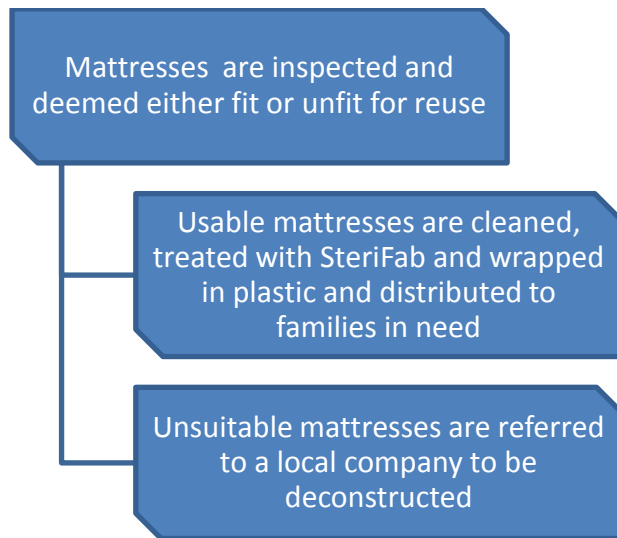 Mattresses  are inspected and
deemed either fit or unfit for reuse
Usable mattresses are cleaned,
treated with SteriFab and wrapped
in plastic and distributed to
families in need
Unsuitable mattresses are referred
to a local company to be
deconstructed